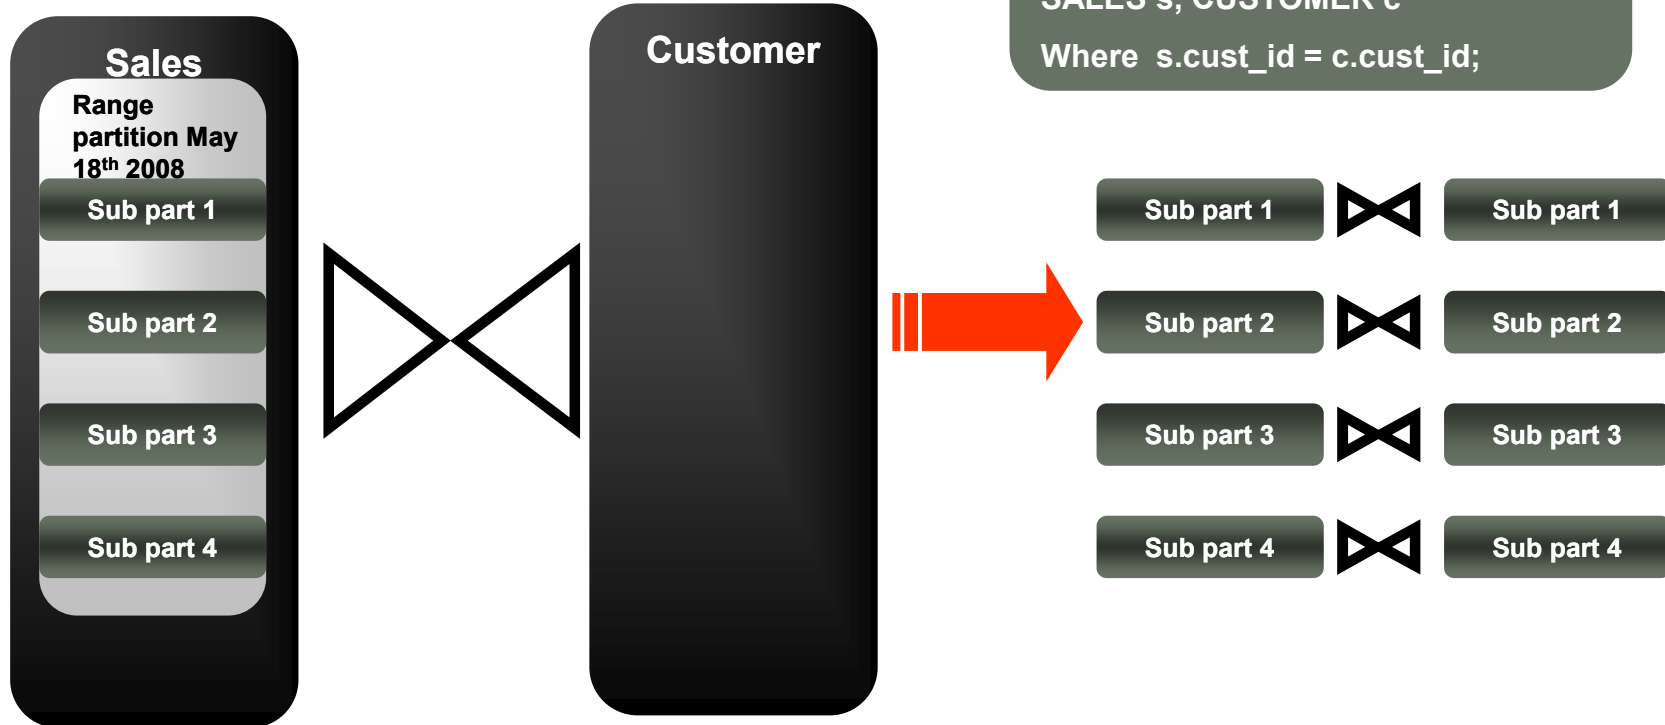 SALES s, CUSTOMER c
Where s.cust_id = c.cust_id;
Sales
Customer
Range
partition May
18th 2008
Sub part 1
Sub part 2
Sub part 3
Sub part 4
Sub part 1
Sub part 1
Sub part 2
Sub part 2
Sub part 3
Sub part 3
Sub part 4
Sub part 4